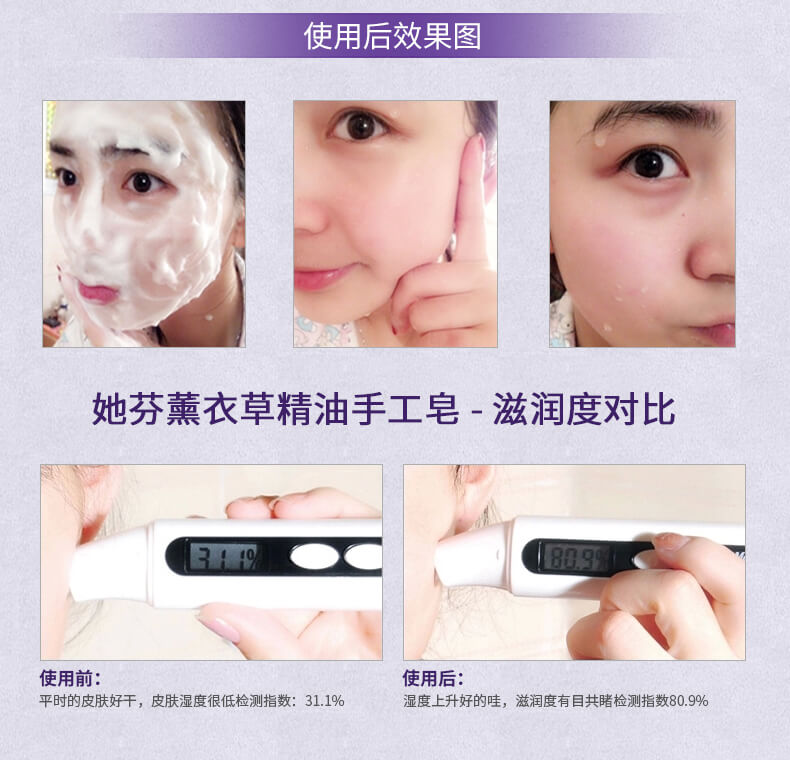 使用后效果图
她芬薰衣草精油手工皂 - 滋润度对比
31.1%
80.9%
使用前：
使用后：
平时的皮肤好干，皮肤湿度很低检测指数：31.1%
湿度上升好的哇，滋润度有目共睹检测指数80.9%